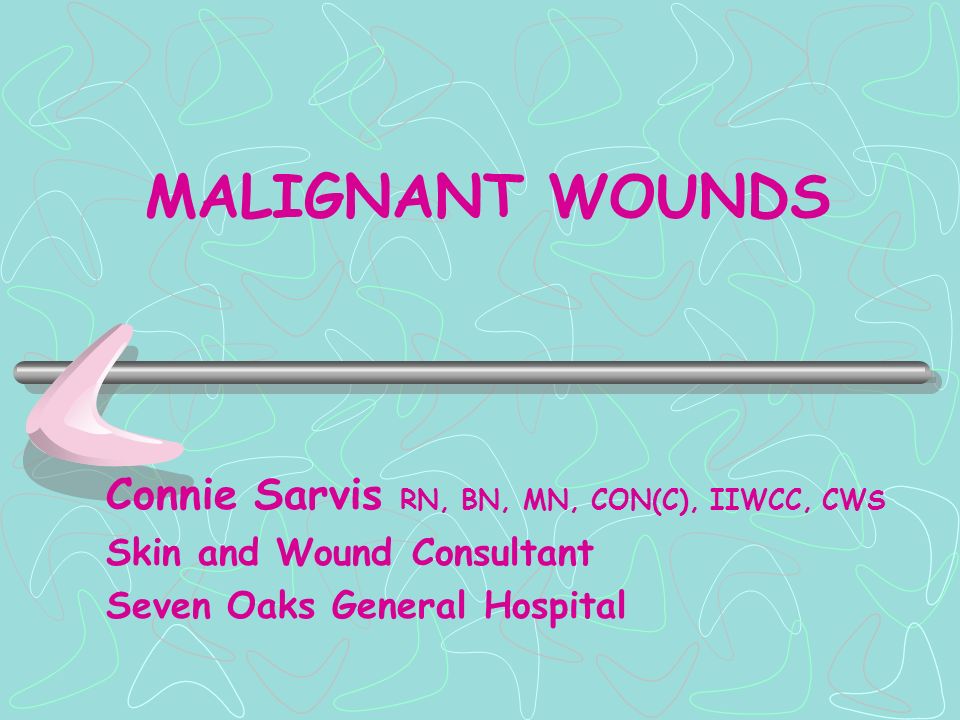 MALIGNANT WOUNDS
Connie Sarvis RN, BN, MN, CON(C), IIWCC, CWS
Skin and Wound Consultant
Seven Oaks General Hospital